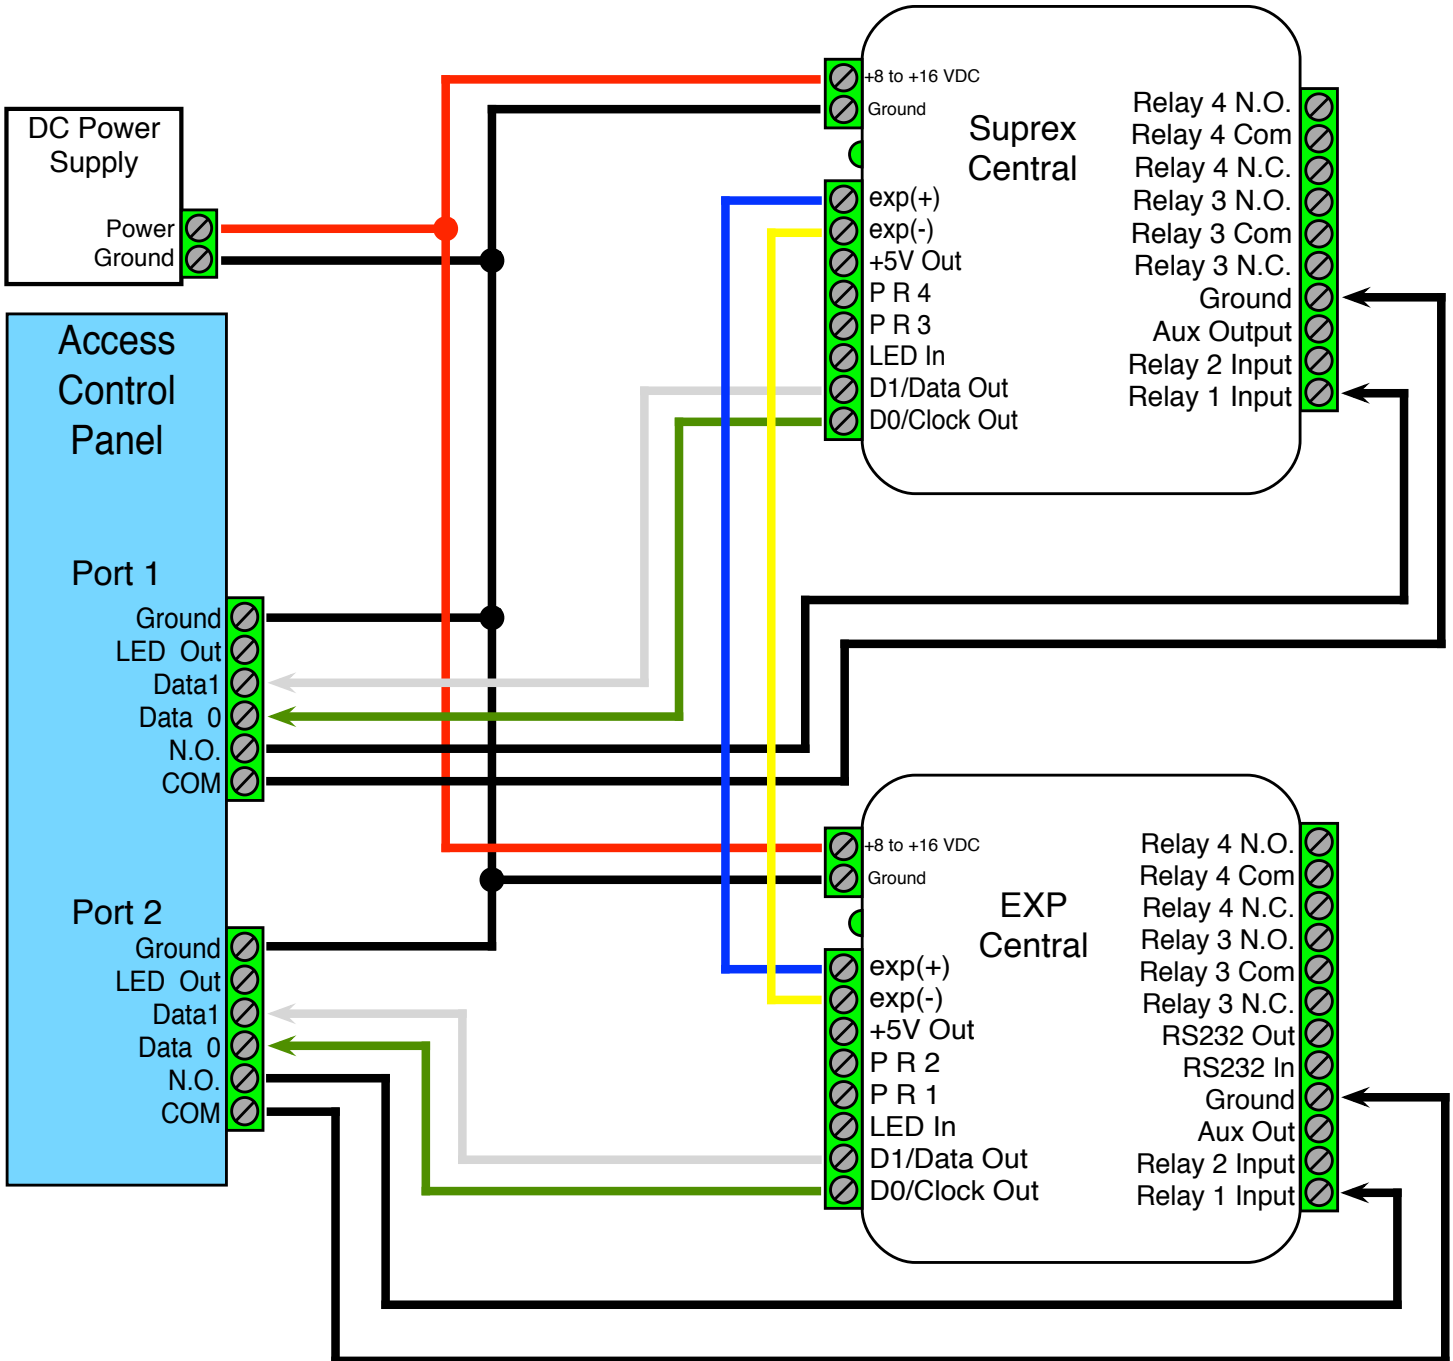 DC Power
Supply
Power
Ground
Access
Control
Panel
Port 1
Ground
LED Out
Data1
Data 0
N.O.
COM
Port 2
Ground
LED Out
Data1
Data 0
N.O.
COM
+8 to +16 VDC
Ground
Suprex
Central
exp(+)
exp(-)
+5V Out
P R 4
P R 3
LED In
D1/Data Out
D0/Clock Out
Relay 4 N.O.
Relay 4 Com
Relay 4 N.C.
Relay 3 N.O.
Relay 3 Com
Relay 3 N.C.
Ground
Aux Output
Relay 2 Input
Relay 1 Input
+8 to +16 VDC
Ground
EXP
Central
exp(+)
exp(-)
+5V Out
P R 2
P R 1
LED In
D1/Data Out
D0/Clock Out
Relay 4 N.O.
Relay 4 Com
Relay 4 N.C.
Relay 3 N.O.
Relay 3 Com
Relay 3 N.C.
RS232 Out
RS232 In
Ground
Aux Out
Relay 2 Input
Relay 1 Input